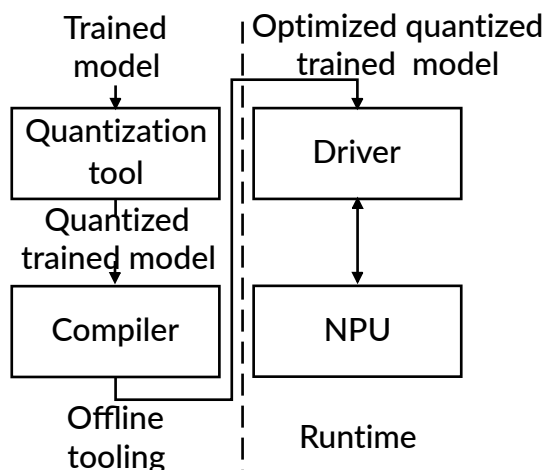 Trained
model
Quantization
tool
Quantized
trained model
Compiler
Offline
tooling
Optimized quantized
trained model
Driver
NPU
Runtime